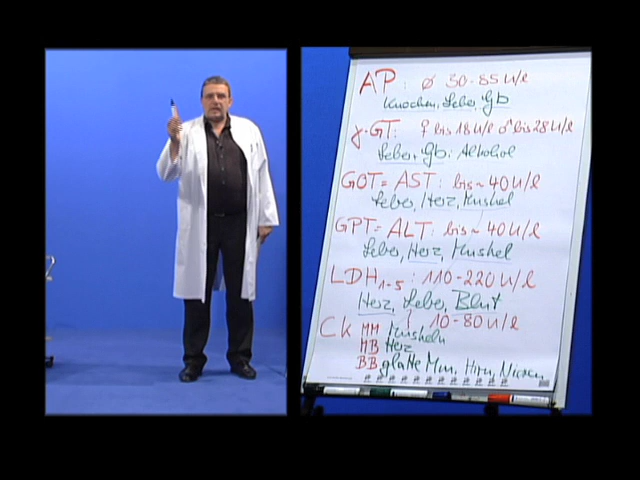 AP: ∅ 30-85 U/l
Knochen, Leber, Gb
γ-GT: ♀ bis 18 U/l ♂ bis 28 U/l
Leber, Gb: Alkohol
GOT = AST: bis ~ 40 U/l
Leber, Herz, Muskel
GPT = ALT: bis ~ 40 U/l
Leber, Herz, Muskel
LDH 1-5: 110-220 U/l
Herz, Leber, Blut
CK 10-80 U/l
MM Muskeln
MB Herz
BB glatte Mm. Hirn, Nieren